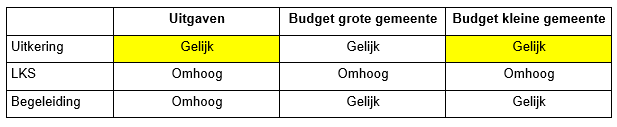 Uitgaven Budget grote gemeente Budget kleine gemeente
Uitkering Gelijk Gelijk Gelijk
LKS Omhoog Omhoog Omhoog
Begeleiding Omhoog Gelijk Gelijk